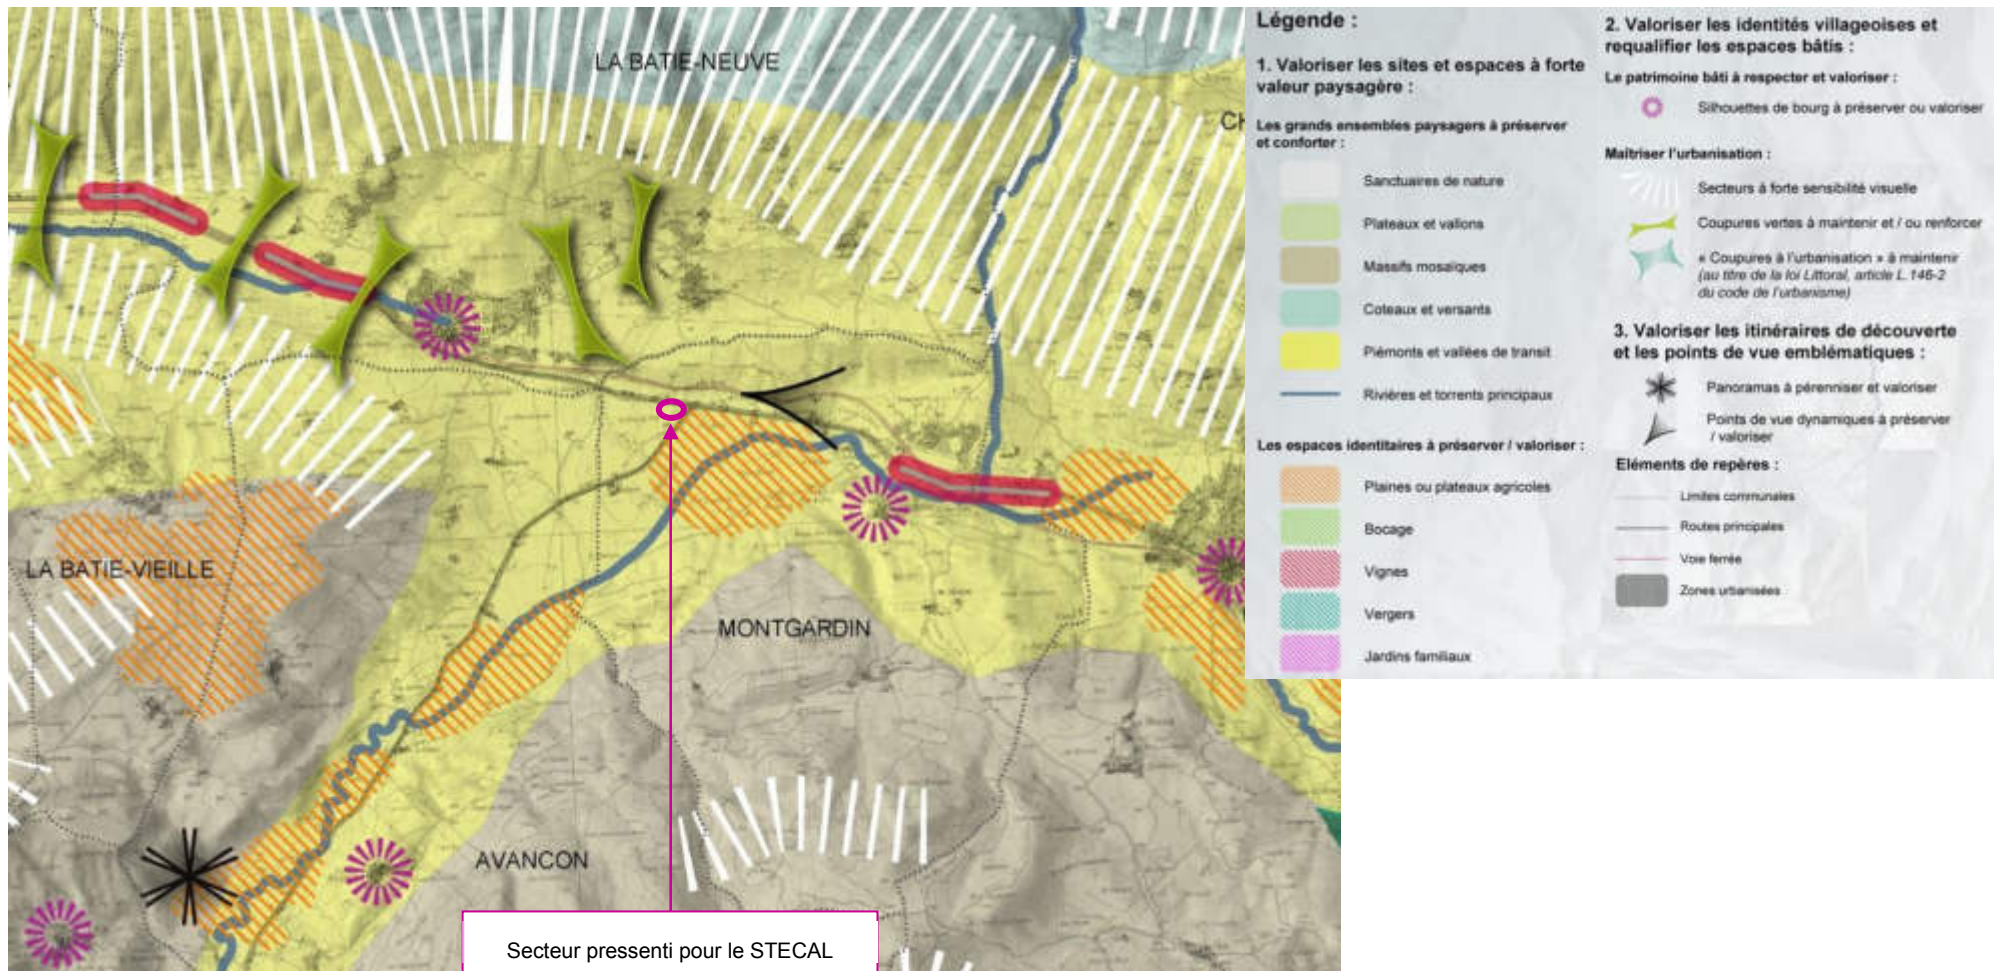 LA BATIE-NEUVE
CH
LA BATIE-VIEILLE
MONTGARDIN
AVANCON
Secteur pressenti pour le STECAL
Légende :
1. Valoriser les sites et espaces à forte
valeur paysagère :
Les grands ensembles paysagers à préserver
et conforter :
Sanctuaires de nature
Plateaux et vallons
Massifs mosaïques
Coteaux et versants
Piémonts et vallées de transit
Rivières et torrents principaux
Les espaces identitaires à préserver / valoriser :
Plaines ou plateaux agricoles
Bocage
Vignes
Vergers
Jardins familiaux
2. Valoriser les identités villageoises et
requalifier les espaces bâtis :
Le patrimoine bâti à respecter et valoriser :
Silhouettes de bourg à préserver ou valoriser
Maîtriser l'urbanisation :
Secteurs à forte sensibilité visuelle
Coupures vertes à maintenir et / ou renforcer
« Coupures à l'urbanisation » à maintenir
(au titre de la loi Littoral, article L. 146-2
du code de l'urbanisme)
3. Valoriser les itinéraires de découverte
et les points de vue emblématiques :
Panoramas à pérenniser et valoriser
Points de vue dynamiques à préserver
/ valoriser
Eléments de repères :
Limites communales
Routes principales
Voie ferrée
Zones urbanisées